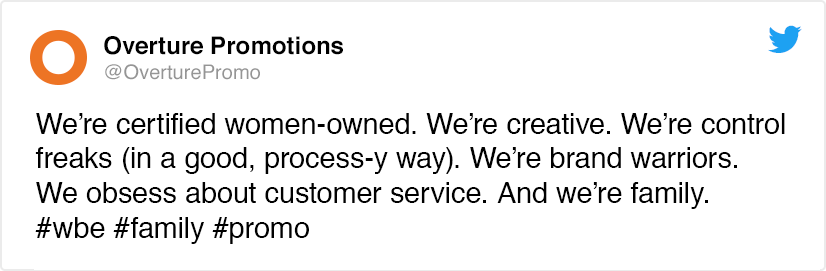 Overture Promotions
@OverturePromo
We’re certified women-owned. We’re creative. We’re control
freaks (in a good, process-y way). We’re brand warriors.
We obsess about customer service. And we’re family.
#wbe #family #promo